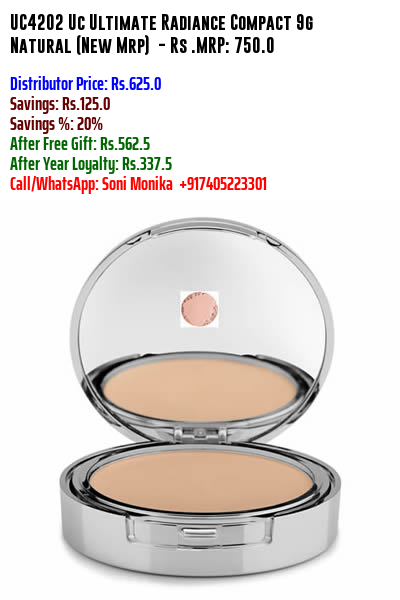 UC4202 Uc Ultimate Radiance Compact 9g
Natural (New Mrp) - Rs .MRP: 750.0
Distributor Price: Rs.625.0
Savings: Rs.125.0
Savings %: 20%
After Free Gift: Rs.562.5
After Year Loyalty: Rs.337.5
Call/WhatsApp: Soni Monika +917405223301